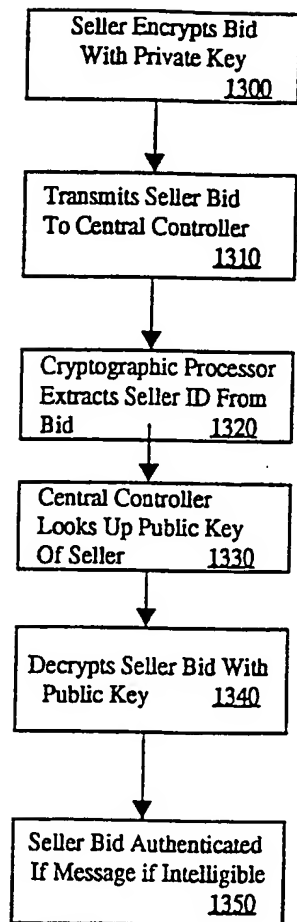 Seller Encrypts Bid
With Private Key
1300
Transmits Seller Bid
To Central Controller
1310
Cryptographic Processor
Extracts Seller ID From
Bid 1320
Central Controller
Looks Up Public Key
Of Seller 1330
Decrypts Seller Bid With
Public Key 1340
Seller Bid Authenticated
If Message if Intelligible
1350